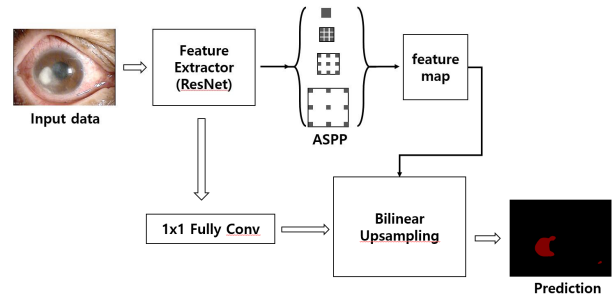 Input data
Feature
Extractor
(ResNet)
ASPP
feature
map
1x1 Fully Conv
Bilinear
Upsampling
Prediction